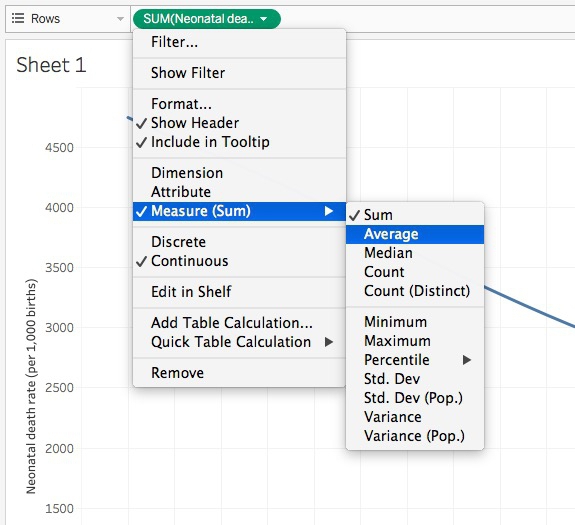 Rows
SUM(Neonatal dea..
Sheet 1
Filter...
Show Filter
Format...
Show Header
Include in Tooltip
Dimension
Attribute
Measure (Sum)
Discrete
Continuous
Edit in Shelf
Add Table Calculation...
Quick Table Calculation
Remove
Sum
Average
Median
Count
Count (Distinct)
Minimum
Maximum
Percentile
Std. Dev
Std. Dev (Pop.)
Variance
Variance (Pop.)
Neonatal death rate (per 1,000 births)
4500
4000
3500
3000
2500
2000
1500